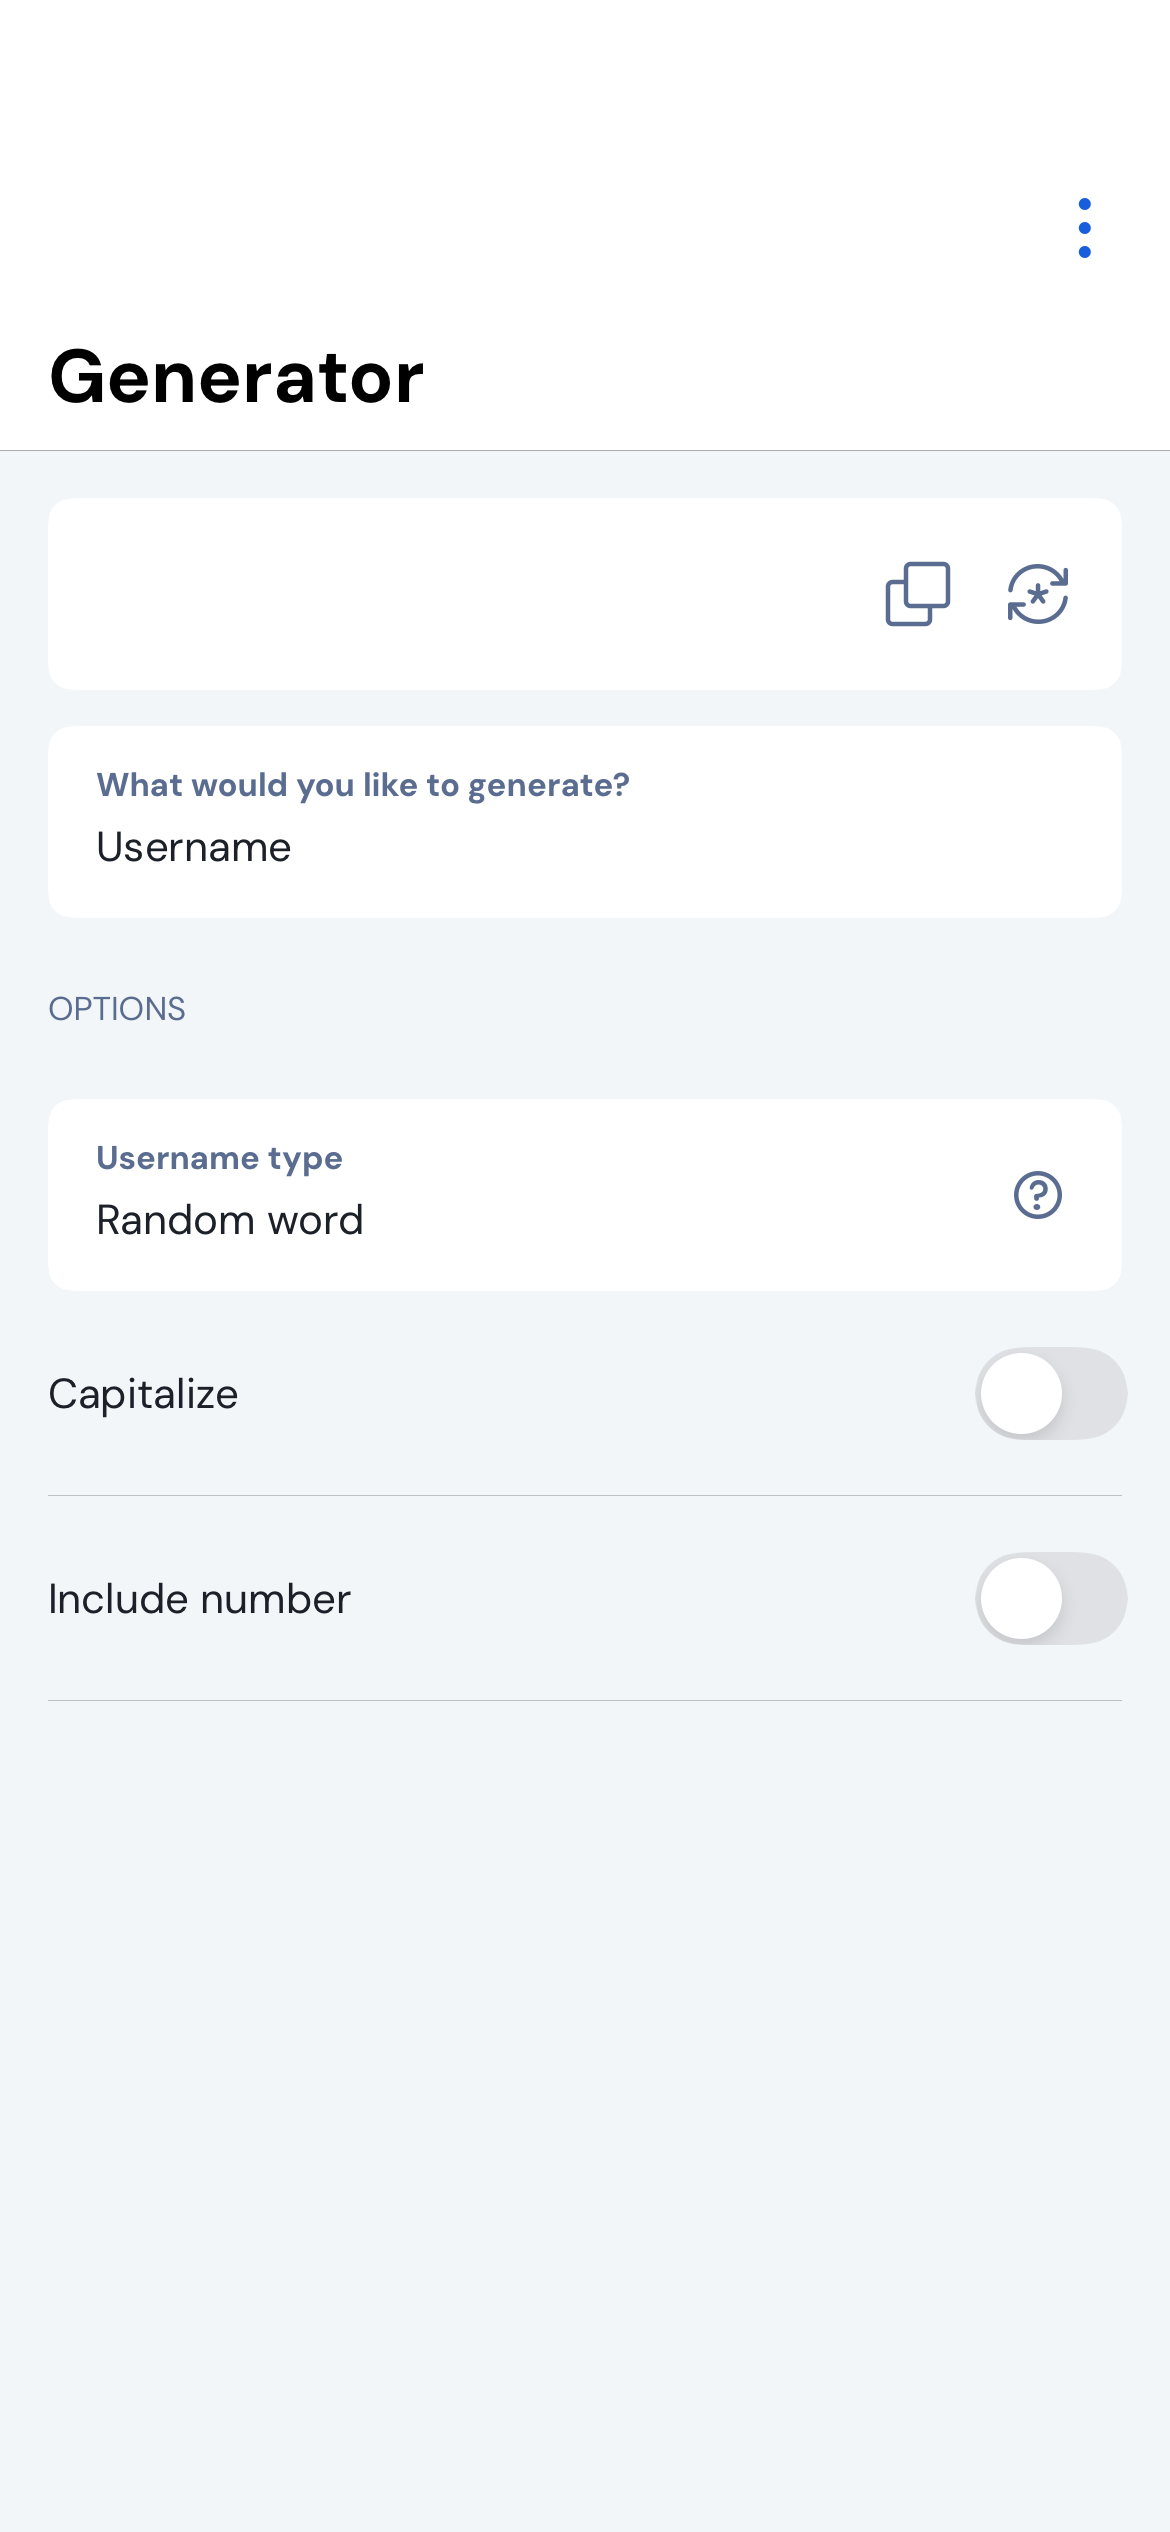 Generator
What would you like to generate?
Username
OPTIONS
Username type
Random word
Capitalize
Include number